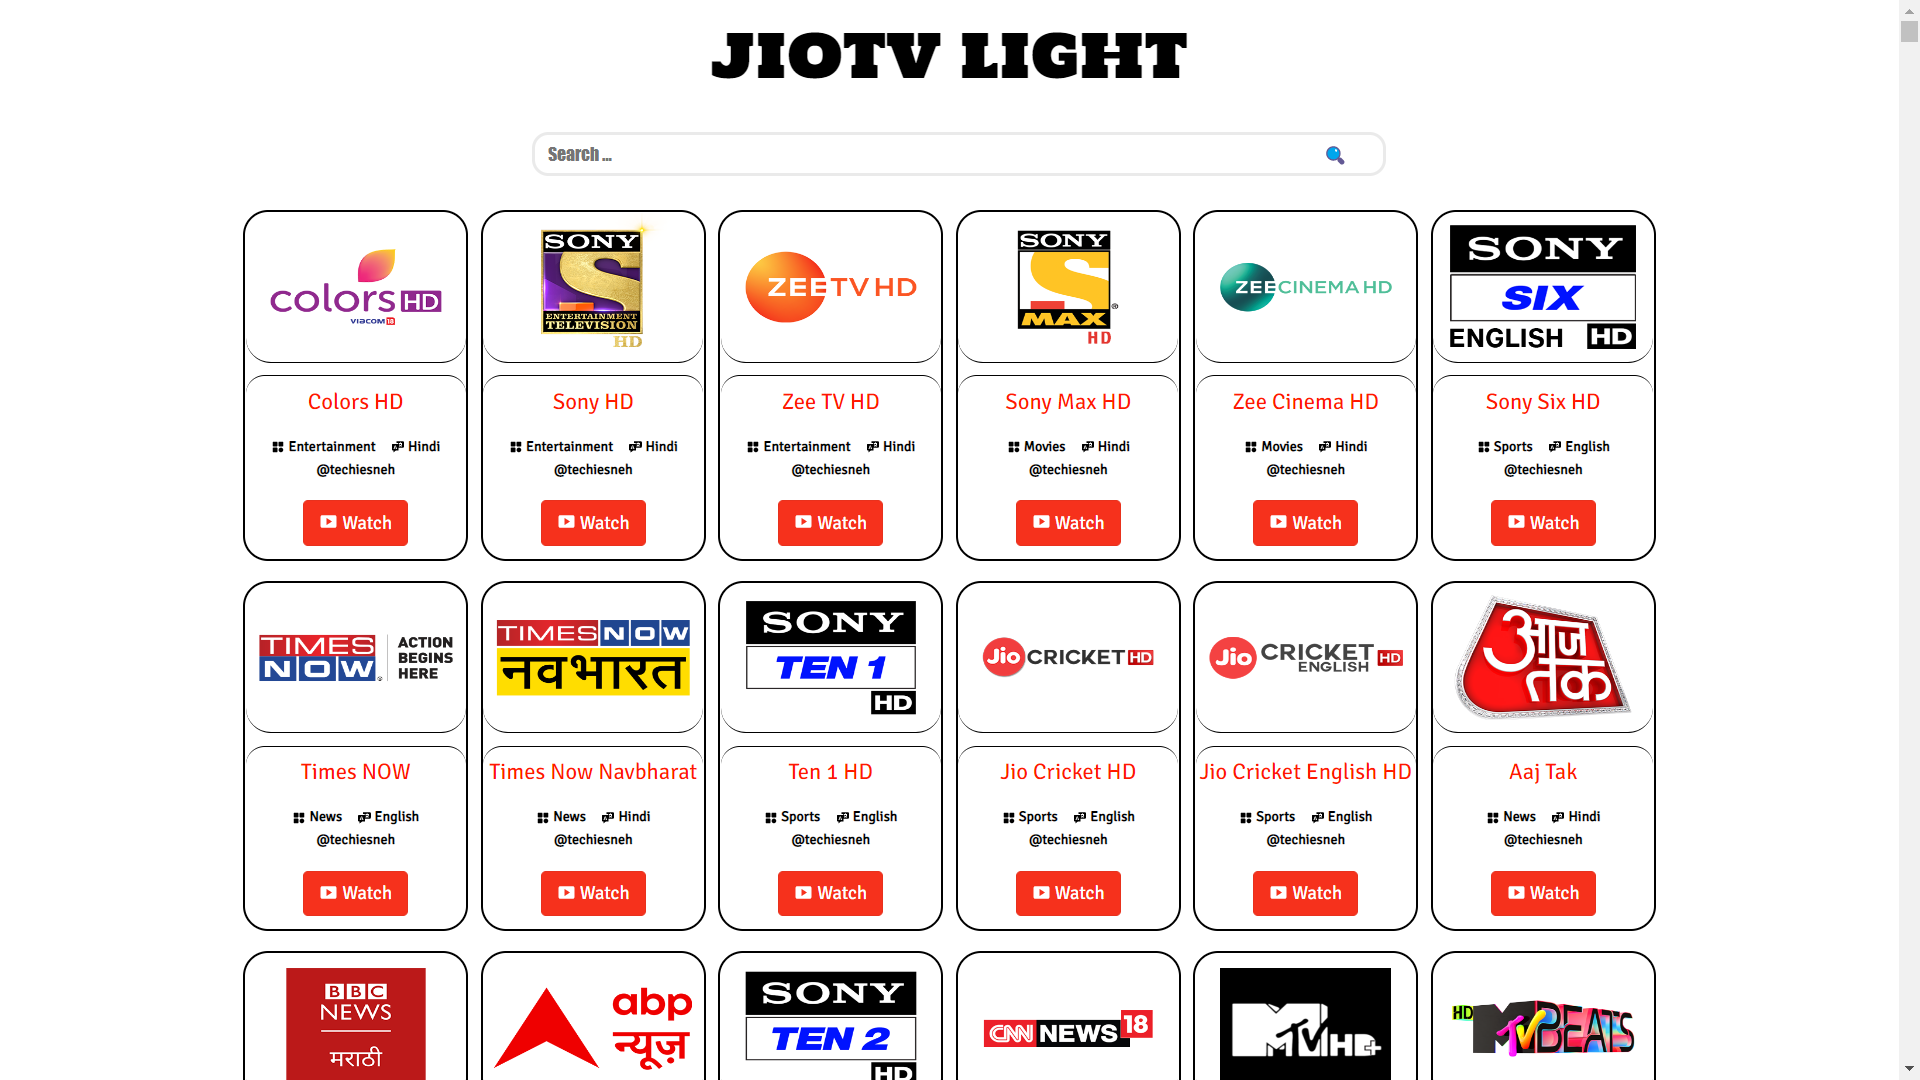 JIOTV LIGHT
Search ...
colors HD
VIACOM 18
SONY
S
ENTERTAINMENT
TELEVISION
HD
ZEE TV HD
SONY
S
MAX
HD
ZEE CINEMA HD
SONY
SIX
ENGLISH HD
Colors HD
Entertainment Hindi
@techiesneh
Watch
Sony HD
Entertainment Hindi
@techiesneh
Watch
Zee TV HD
Entertainment Hindi
@techiesneh
Watch
Sony Max HD
Movies Hindi
@techiesneh
Watch
Zee Cinema HD
Movies Hindi
@techiesneh
Watch
Sony Six HD
Sports English
@techiesneh
Watch
TIMES
NOW
ACTION
BEGINS
HERE
TIMES NOW
नवभारत
SONY
TEN 1
HD
Jio CRICKET HD
Jio CRICKET HD
ENGLISH
आज
तक
Times NOW
News English
@techiesneh
Watch
Times Now Navbharat
News Hindi
@techiesneh
Watch
Ten 1 HD
Sports English
@techiesneh
Watch
Jio Cricket HD
Sports English
@techiesneh
Watch
Jio Cricket English HD
Sports English
@techiesneh
Watch
Aaj Tak
News Hindi
@techiesneh
Watch
BBC
NEWS
मराठी
abp
न्यूज़
SONY
TEN 2
HD
CNN NEWS 18
MTV HD+
HD MTV BEATS